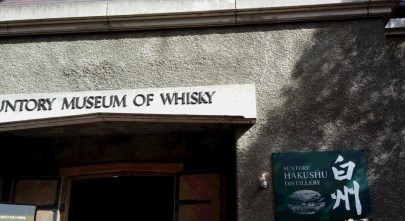 UNTORY MUSEUM OF WHISKY
SUNTORY
HAKUSHU
DISTILLERY
白州